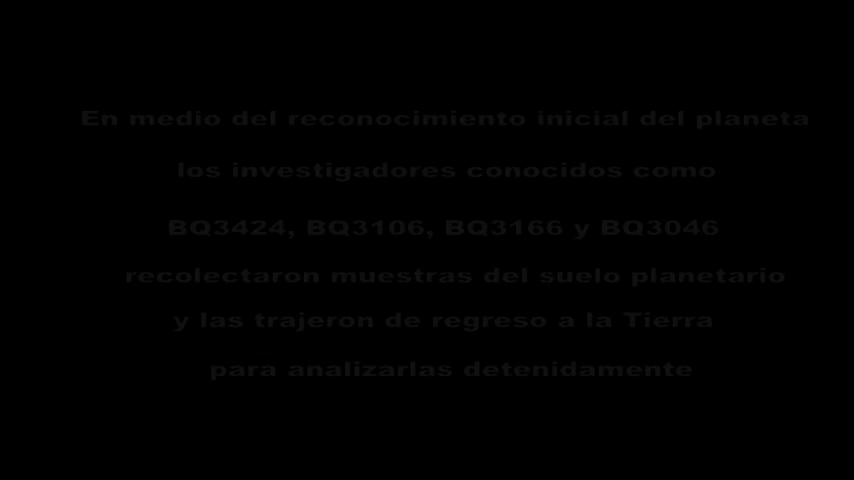 En medio del reconocimiento inicial del planeta
los investigadores conocidos como
BQ3424, BQ3106, BQ3166 y BQ3046
recolectaron muestras del suelo planetario
y las trajeron de regreso a la Tierra
para analizarlas detenidamente